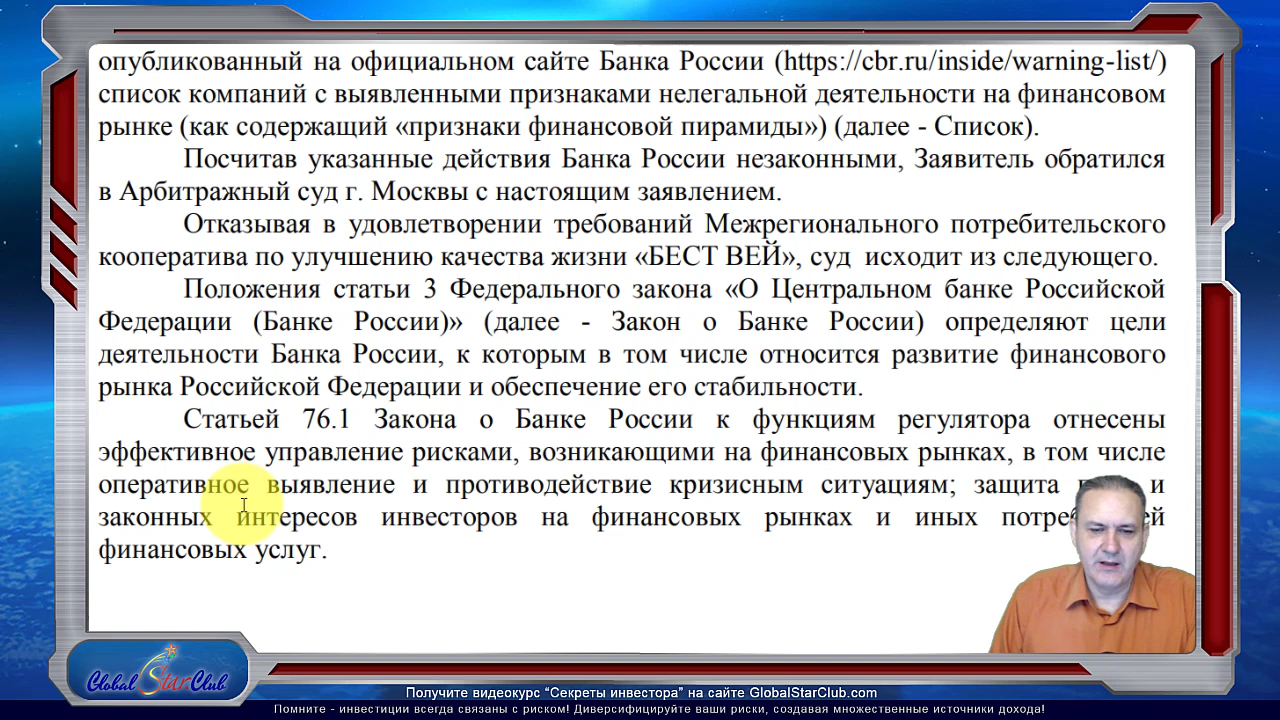 опубликованный на официальном сайте Банка России (https://cbr.ru/inside/warning-list/)
список компаний с выявленными признаками нелегальной деятельности на финансовом
рынке (как содержащий «признаки финансовой пирамиды») (далее - Список).
Посчитав указанные действия Банка России незаконными, Заявитель обратился
в Арбитражный суд г. Москвы с настоящим заявлением.
Отказывая в удовлетворении требований Межрегионального потребительского
кооператива по улучшению качества жизни «БЕСТ ВЕЙ», суд исходит из следующего.
Положения статьи 3 Федерального закона «О Центральном банке Российской
Федерации (Банке России)» (далее - Закон о Банке России) определяют цели
деятельности Банка России, к которым в том числе относится развитие финансового
рынка Российской Федерации и обеспечение его стабильности.
Статьей 76.1 Закона о Банке России к функциям регулятора отнесены
эффективное управление рисками, возникающими на финансовых рынках, в том числе
оперативное выявление и противодействие кризисным ситуациям; защита и
законных интересов инвесторов на финансовых рынках и иных
финансовых услуг.
Global Star Club
Получите видеокурс "Секреты инвестора" на сайте GlobalStarClub.com
Помните - инвестиции всегда связаны с риском! Диверсифицируйте ваши риски, создавая множественные источники дохода!